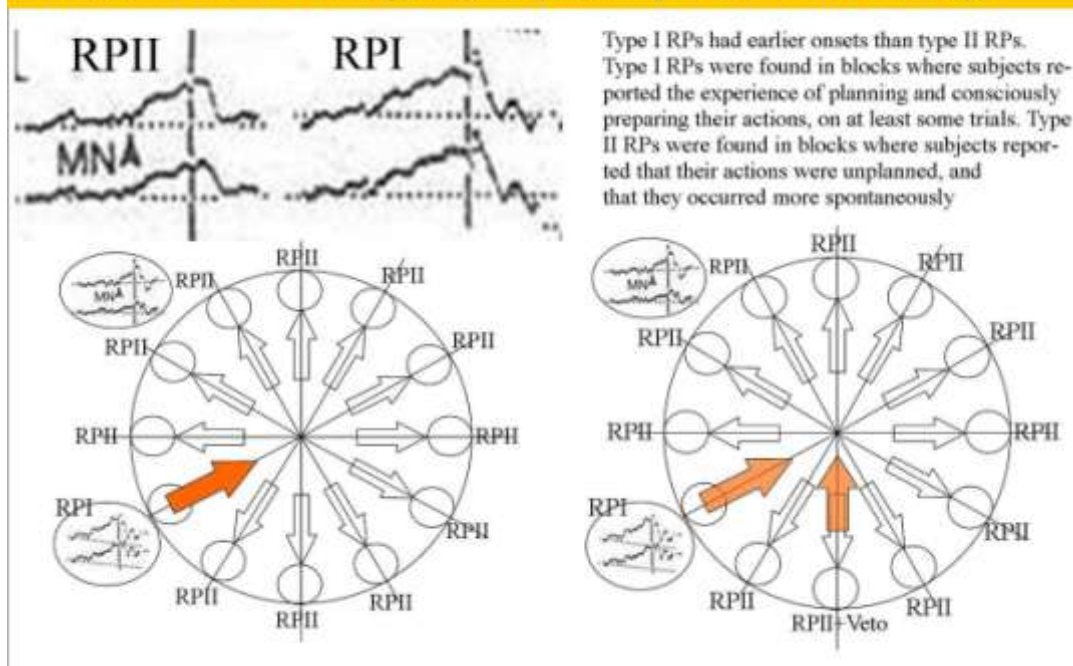 RPII
RPI
MN
Type I RPs had earlier onsets than type II RPs.
Type I RPs were found in blocks where subjects re-
ported the experience of planning and consciously
preparing their actions, on at least some trials. Type
II RPs were found in blocks where subjects repor-
ted that their actions were unplanned, and
that they occurred more spontaneously
RPII
RPII
RPII
MN
RPII
RPII
RPII
RPII
RPI
RPII
RPII
RPII
RPII
RPII
RPII
RPII
MN
RPII
RPII
RPII
RPII
RPI
RPII
RPII
RPII
RPII+Veto